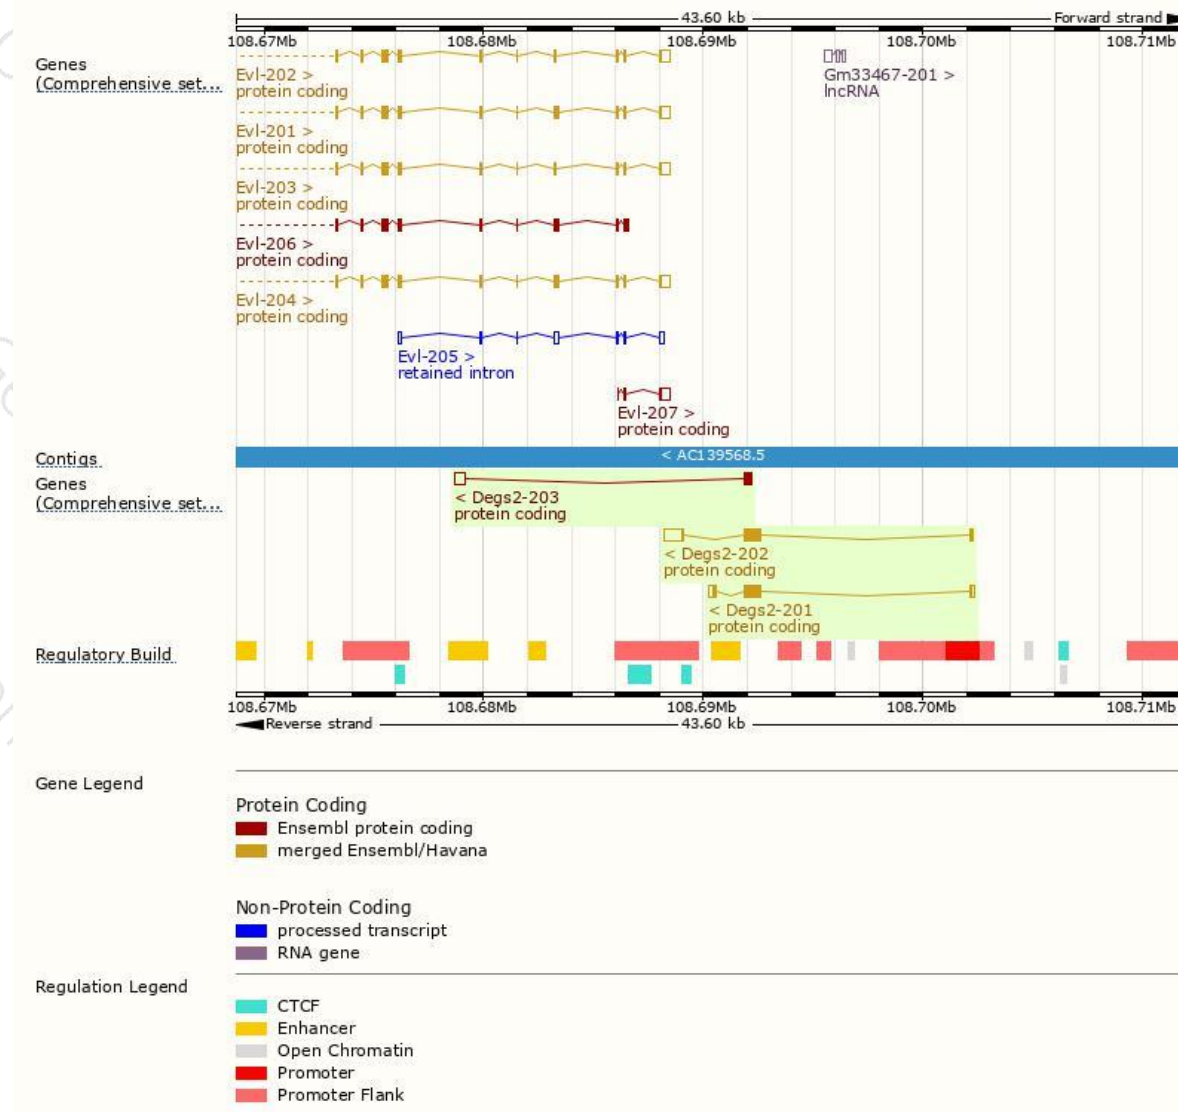 43.60 kb Forward strand
108.67Mb 108.68Mb 108.69Mb 108.70Mb 108.71Mb
Genes
(Comprehensive set...
Evl-202 >
protein coding
Gm33467-201 >
lncRNA
Evl-201 >
protein coding
Evl-203 >
protein coding
Evl-206 >
protein coding
Evl-204 >
protein coding
Evl-205 >
retained intron
Evl-207 >
protein coding
Contigs
< AC139568.5
Genes
(Comprehensive set...
< Degs2-203
protein coding
< Degs2-202
protein coding
< Degs2-201
protein coding
Regulatory Build
108.67Mb 108.68Mb 108.69Mb 108.70Mb 108.71Mb
Reverse strand 43.60 kb
Gene Legend
Protein Coding
Ensembl protein coding
merged Ensembl/Havana
Non-Protein Coding
processed transcript
RNA gene
Regulation Legend
CTCF
Enhancer
Open Chromatin
Promoter
Promoter Flank